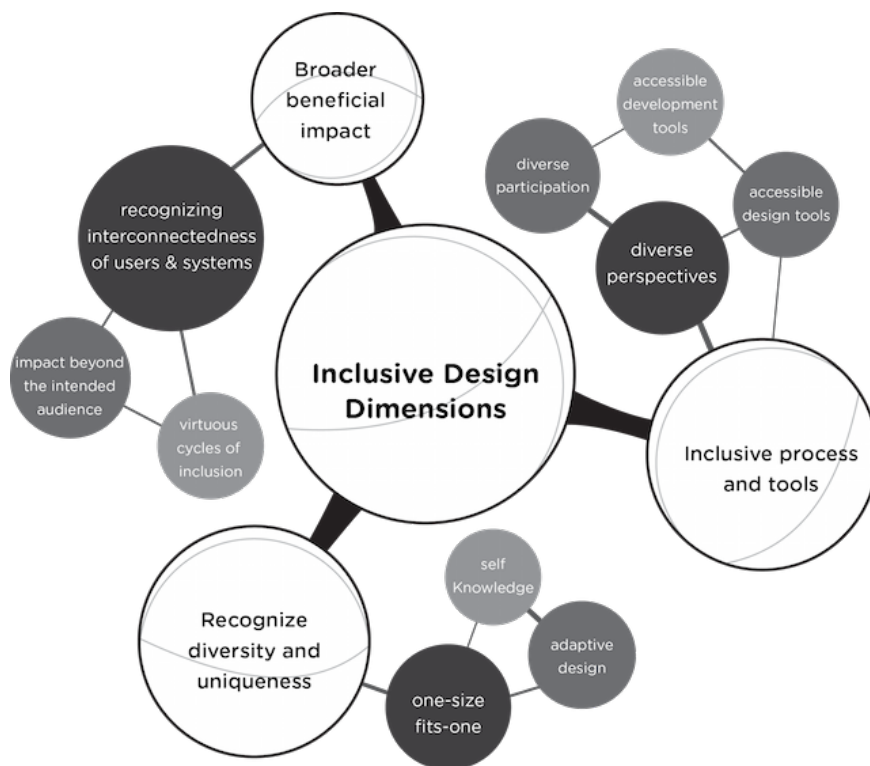 Broader
beneficial
impact
accessible
development
tools
diverse
participation
accessible
design tools
recognizing
interconnectedness
of users & systems
diverse
perspectives
impact beyond
the intended
audience
virtuous
cycles of
inclusion
Inclusive Design
Dimensions
Inclusive process
and tools
Recognize
diversity and
uniqueness
self
Knowledge
adaptive
design
one-size
fits-one